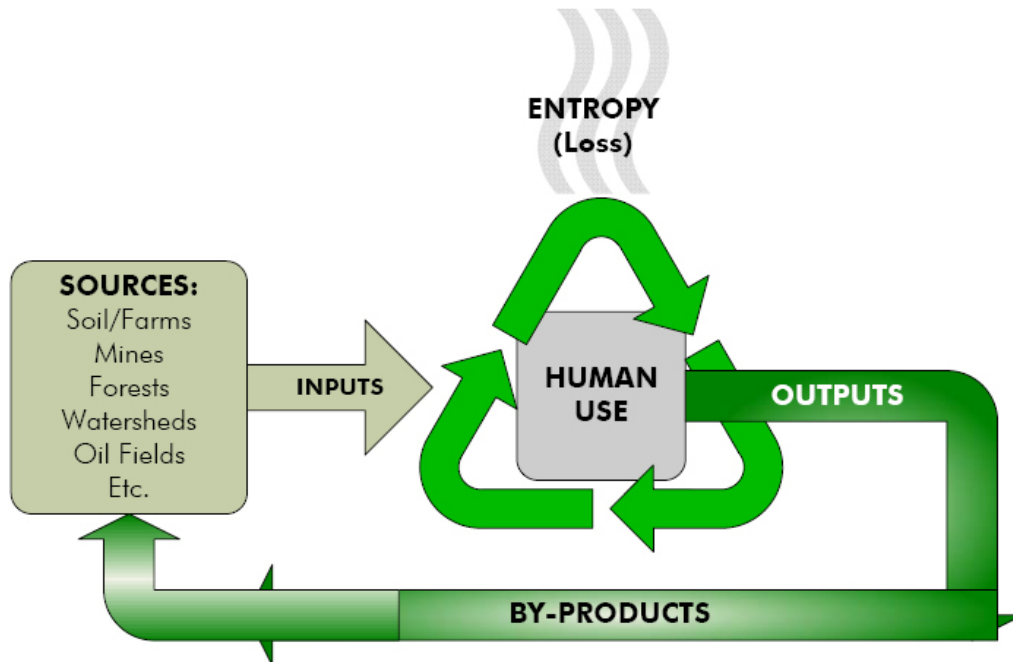 ENTROPY
(Loss)
SOURCES:
Soil/Farms
Mines
Forests
Watersheds
Oil Fields
Etc.
INPUTS
HUMAN
USE
OUTPUTS
BY-PRODUCTS